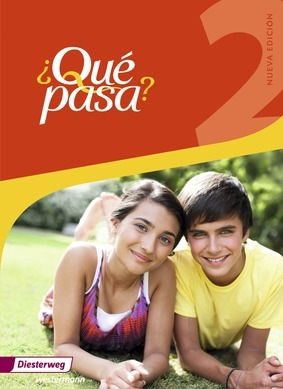 ¿Qué
pasa?
2
NUEVA EDICIÓN
Diesterweg
westermann